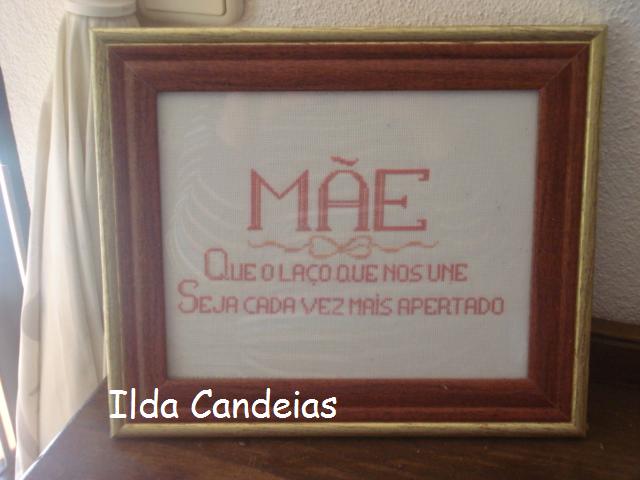 MÃE
QUE O LAÇO QUE NOS UNE
SEJA CADA VEZ MAIS APERTADO
Ilda Candeias